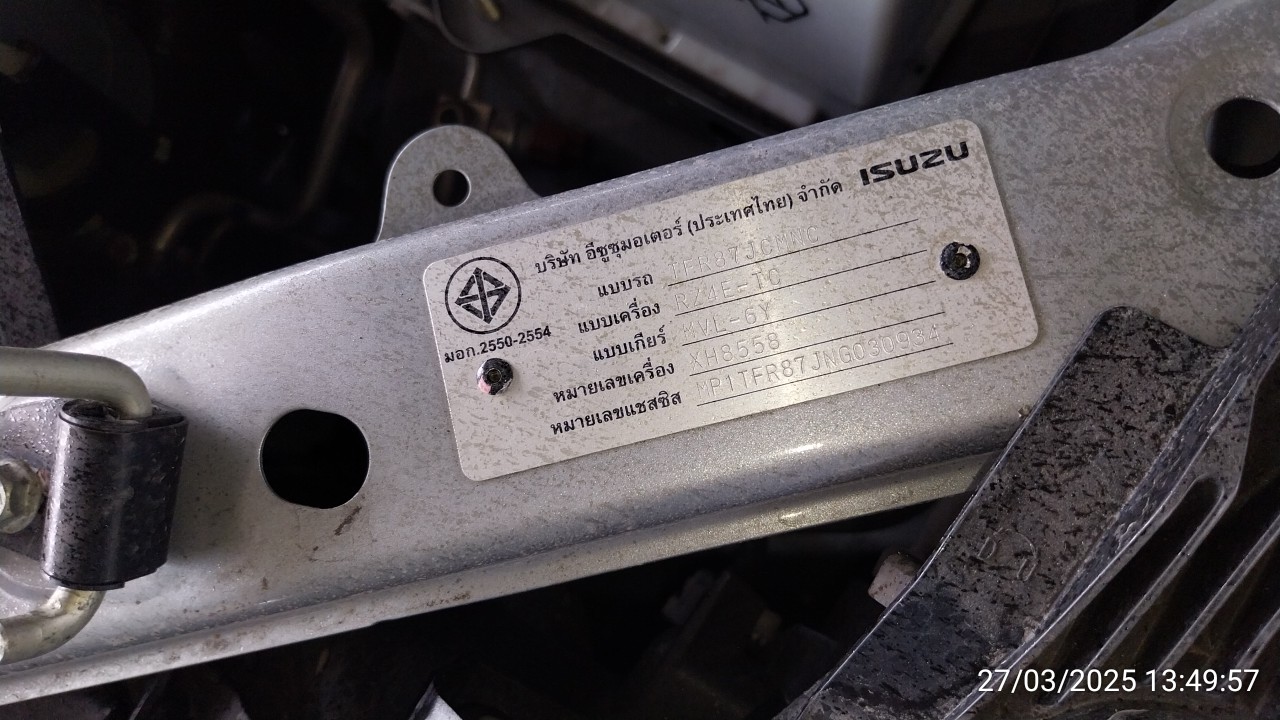 ISUZU
บริษัท อีซูซุมอเตอร์ (ประเทศไทย) จำกัด
มอก.2550-2554
แบบรถ TFR87JCMNC
แบบเครื่อง RZ4E-TC
แบบเกียร์ MVL-6Y
หมายเลขเครื่อง XH8558
หมายเลขแชสซิส MP1TFR87JNG030934
27/03/2025 13:49:57